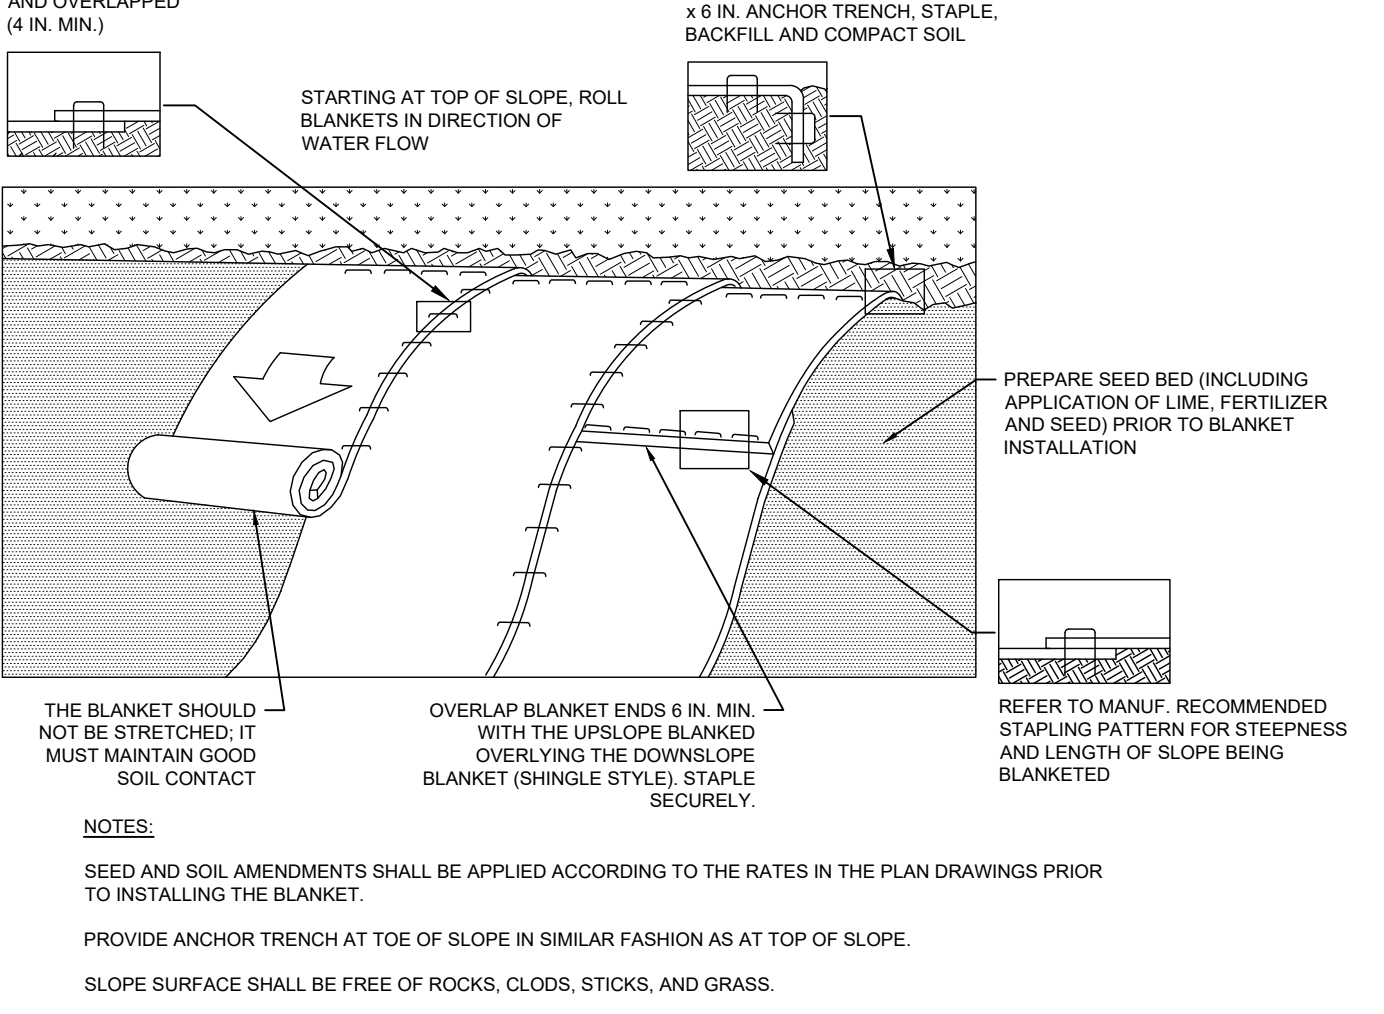 AND OVERLAPPED
(4 IN. MIN.)
x 6 IN. ANCHOR TRENCH, STAPLE,
BACKFILL AND COMPACT SOIL
STARTING AT TOP OF SLOPE, ROLL
BLANKETS IN DIRECTION OF
WATER FLOW
PREPARE SEED BED (INCLUDING
APPLICATION OF LIME, FERTILIZER
AND SEED) PRIOR TO BLANKET
INSTALLATION
THE BLANKET SHOULD
NOT BE STRETCHED; IT
MUST MAINTAIN GOOD
SOIL CONTACT
OVERLAP BLANKET ENDS 6 IN. MIN.
WITH THE UPSLOPE BLANKED
OVERLYING THE DOWNSLOPE
BLANKET (SHINGLE STYLE). STAPLE
SECURELY.
REFER TO MANUF. RECOMMENDED
STAPLING PATTERN FOR STEEPNESS
AND LENGTH OF SLOPE BEING
BLANKETED
NOTES:
SEED AND SOIL AMENDMENTS SHALL BE APPLIED ACCORDING TO THE RATES IN THE PLAN DRAWINGS PRIOR
TO INSTALLING THE BLANKET.
PROVIDE ANCHOR TRENCH AT TOE OF SLOPE IN SIMILAR FASHION AS AT TOP OF SLOPE.
SLOPE SURFACE SHALL BE FREE OF ROCKS, CLODS, STICKS, AND GRASS.